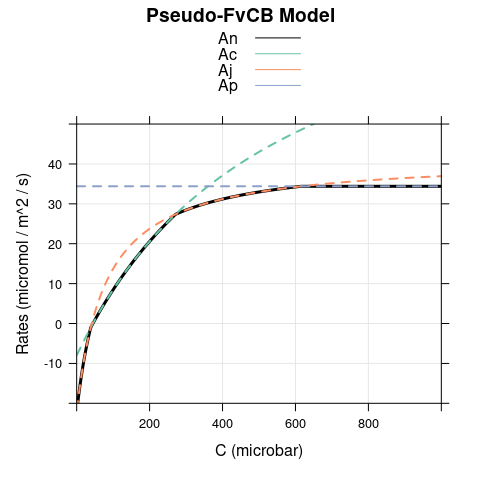 Pseudo-FvCB Model
An
Ac
Aj
Ap
Rates (micromol / m^2 / s)
40
30
20
10
0
-10
200
400
600
800
C (microbar)